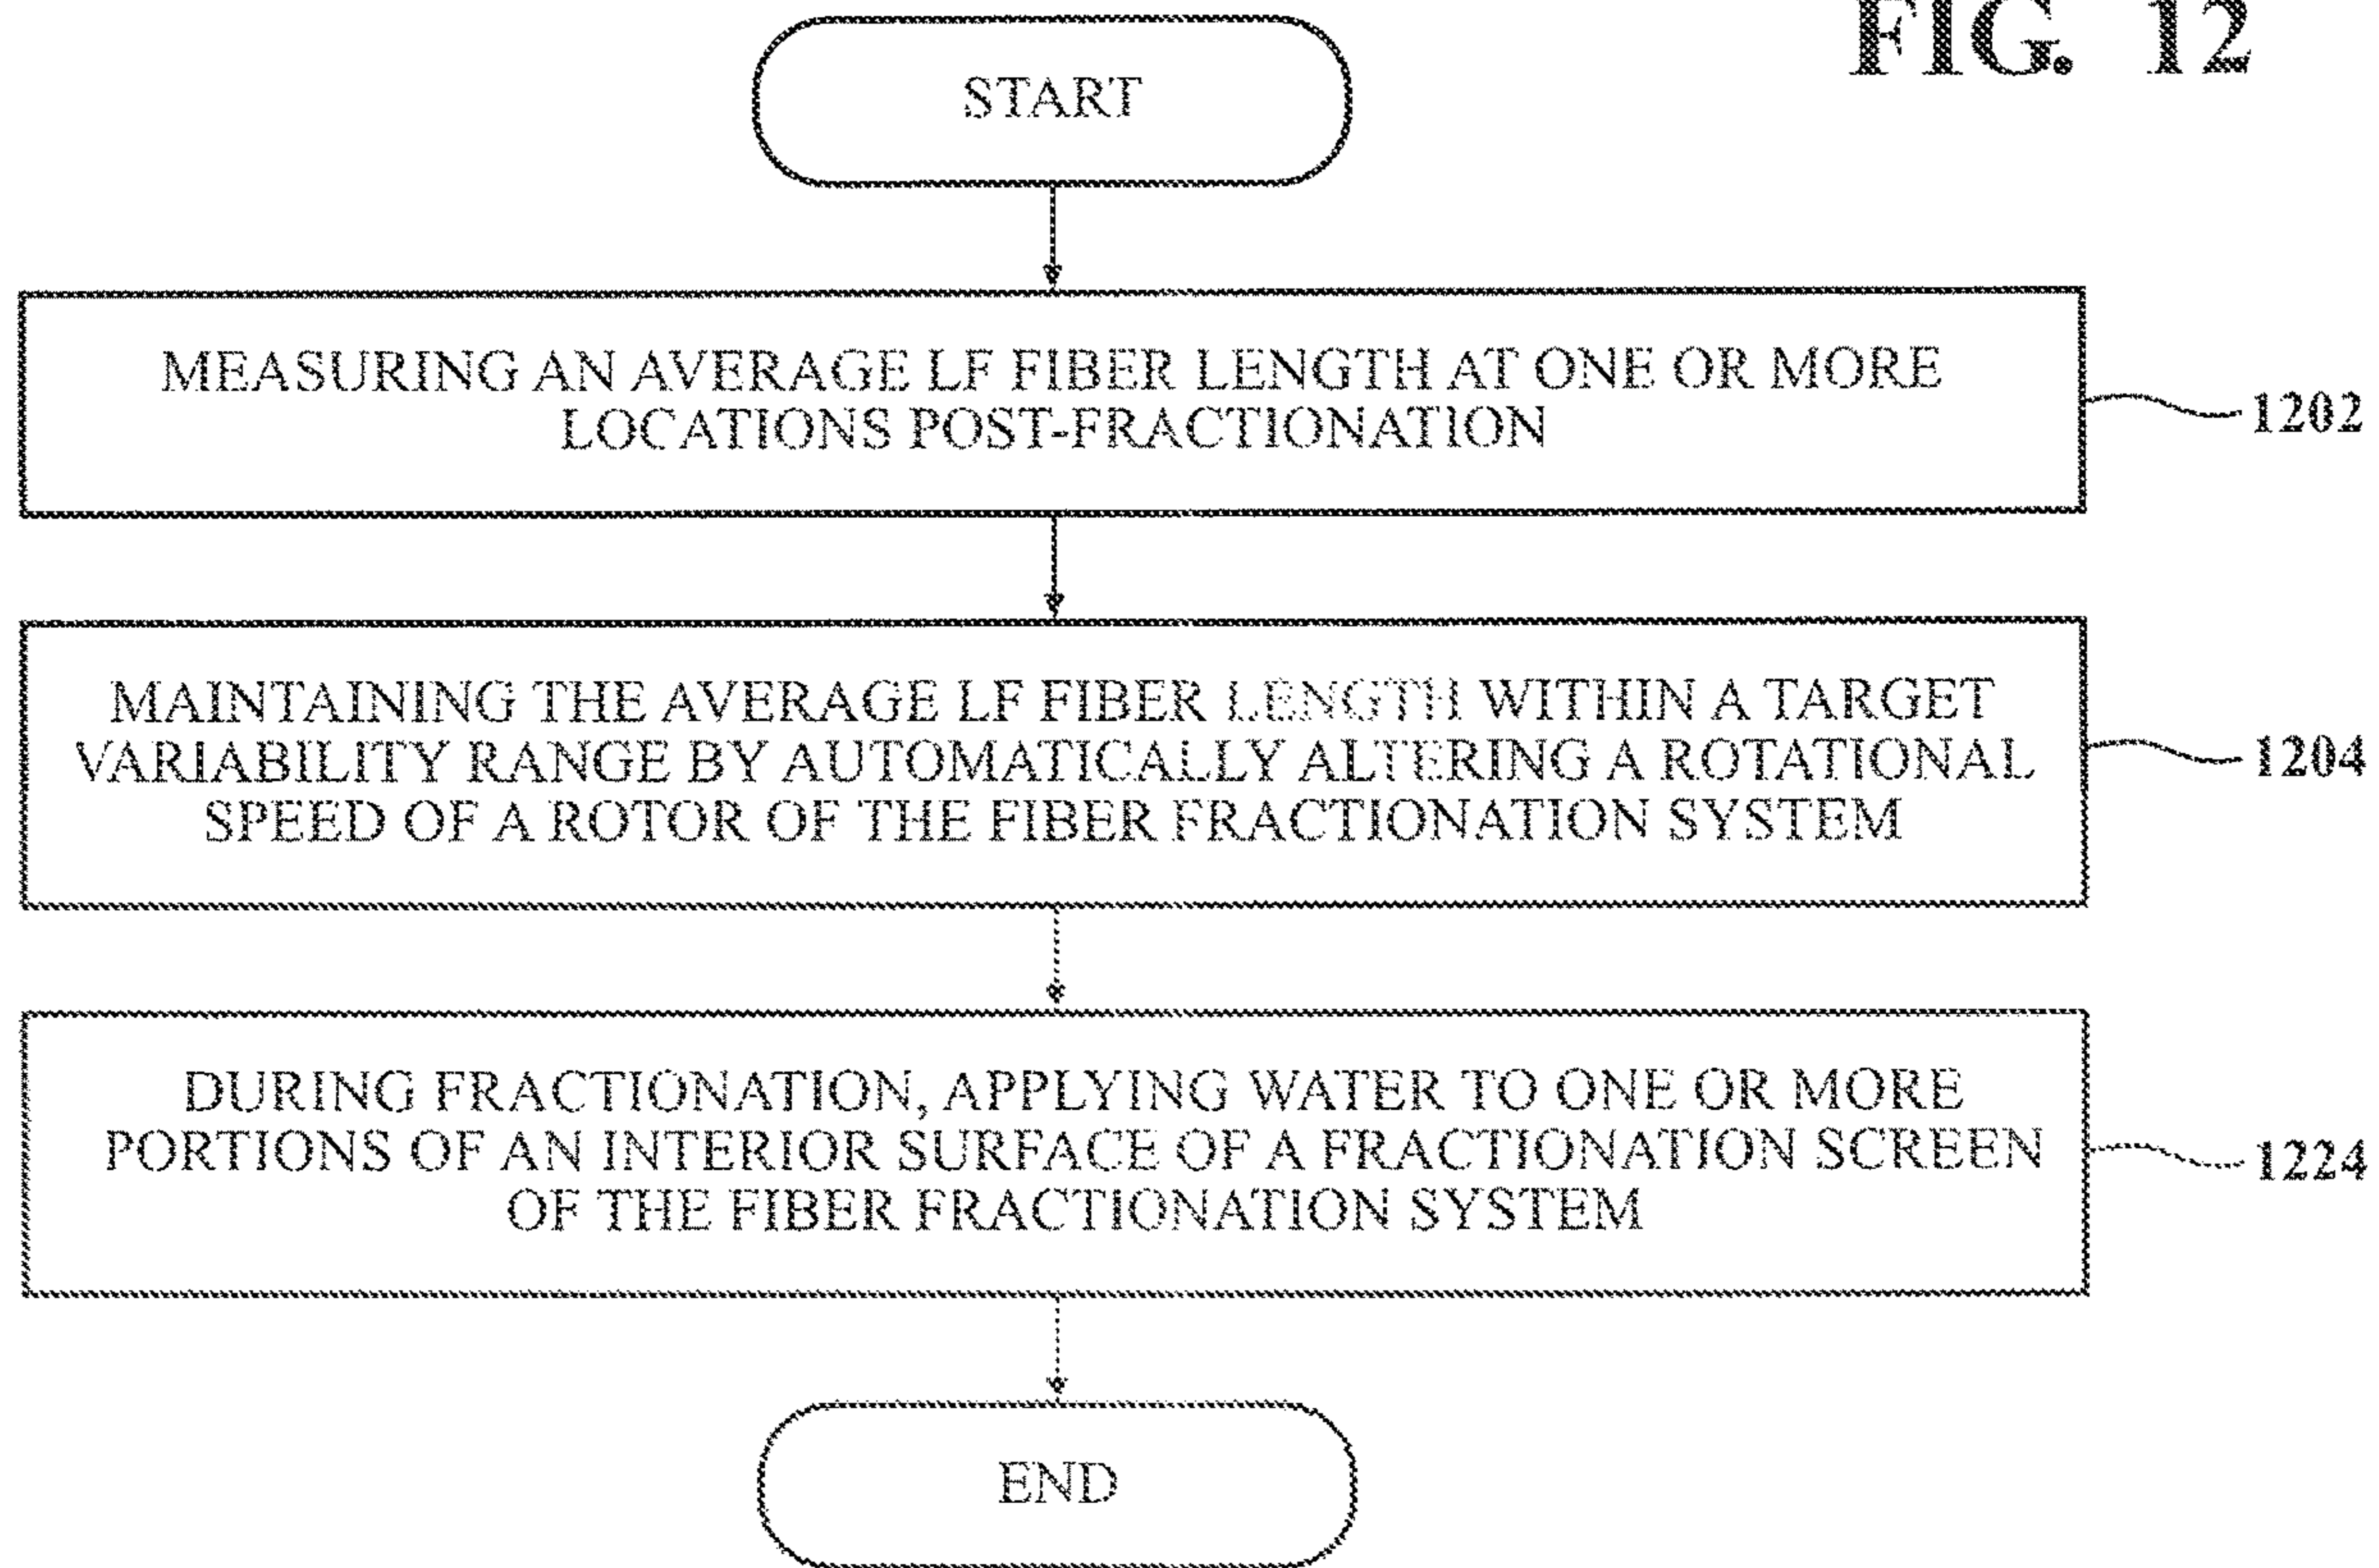 FIG. 12
START
MEASURING AN AVERAGE LF FIBER LENGTH AT ONE OR MORE
LOCATIONS POST-FRACTIONATION
1202
MAINTAINING THE AVERAGE LF FIBER LENGTH WITHIN A TARGET
VARIABILITY RANGE BY AUTOMATICALLY ALTERING A ROTATIONAL
SPEED OF A ROTOR OF THE FIBER FRACTIONATION SYSTEM
1204
DURING FRACTIONATION, APPLYING WATER TO ONE OR MORE
PORTIONS OF AN INTERIOR SURFACE OF A FRACTIONATION SCREEN
OF THE FIBER FRACTIONATION SYSTEM
1224
END